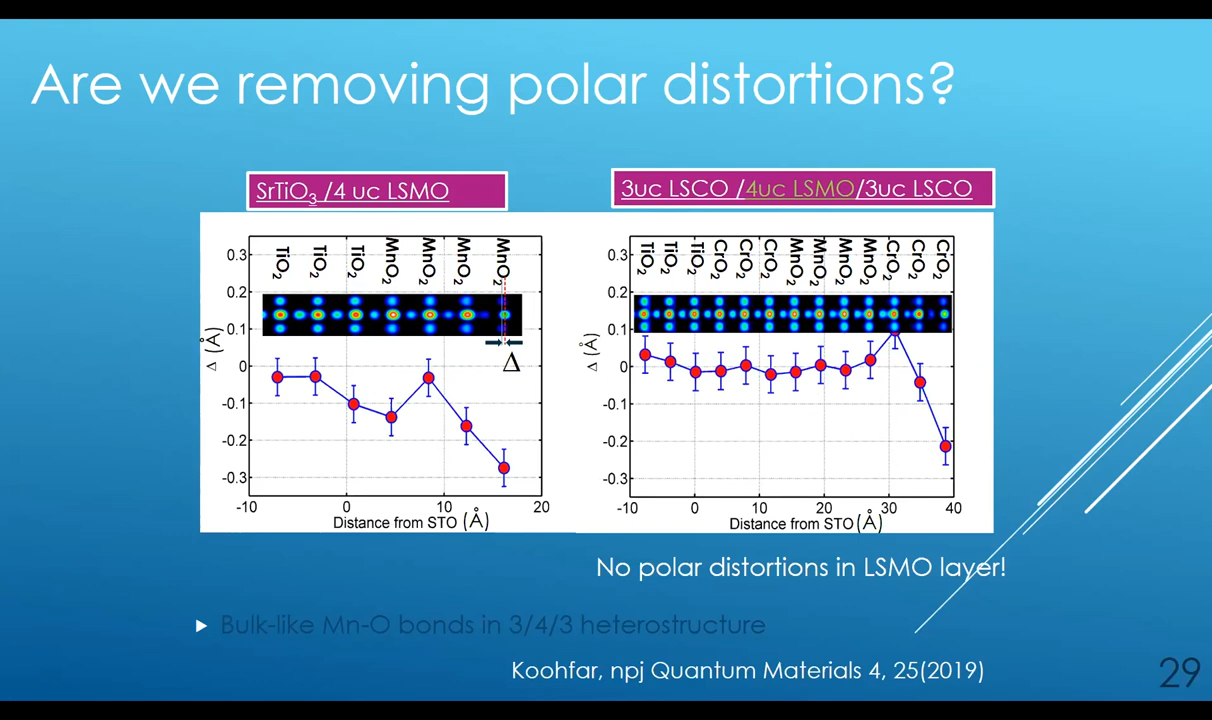 Are we removing polar distortions?
SrTiO3 /4 uc LSMO
3uc LSCO /4uc LSMO/3uc LSCO
TiO2 TiO2 TiO2 MnO2 MnO2 MnO2 MnO2
0.3
0.2
0.1
0
-0.1
-0.2
-0.3
Δ (Å)
Δ
-10 0 10 20
Distance from STO (Å)
TiO2 TiO2 TiO2 CrO2 CrO2 CrO2 MnO2 MnO2 MnO2 MnO2 CrO2 CrO2 CrO2
0.3
0.2
0.1
0
-0.1
-0.2
-0.3
Δ (Å)
-10 0 10 20 30 40
Distance from STO (Å)
No polar distortions in LSMO layer!
Bulk-like Mn-O bonds in 3/4/3 heterostructure
Koohfar, npj Quantum Materials 4, 25(2019)
29